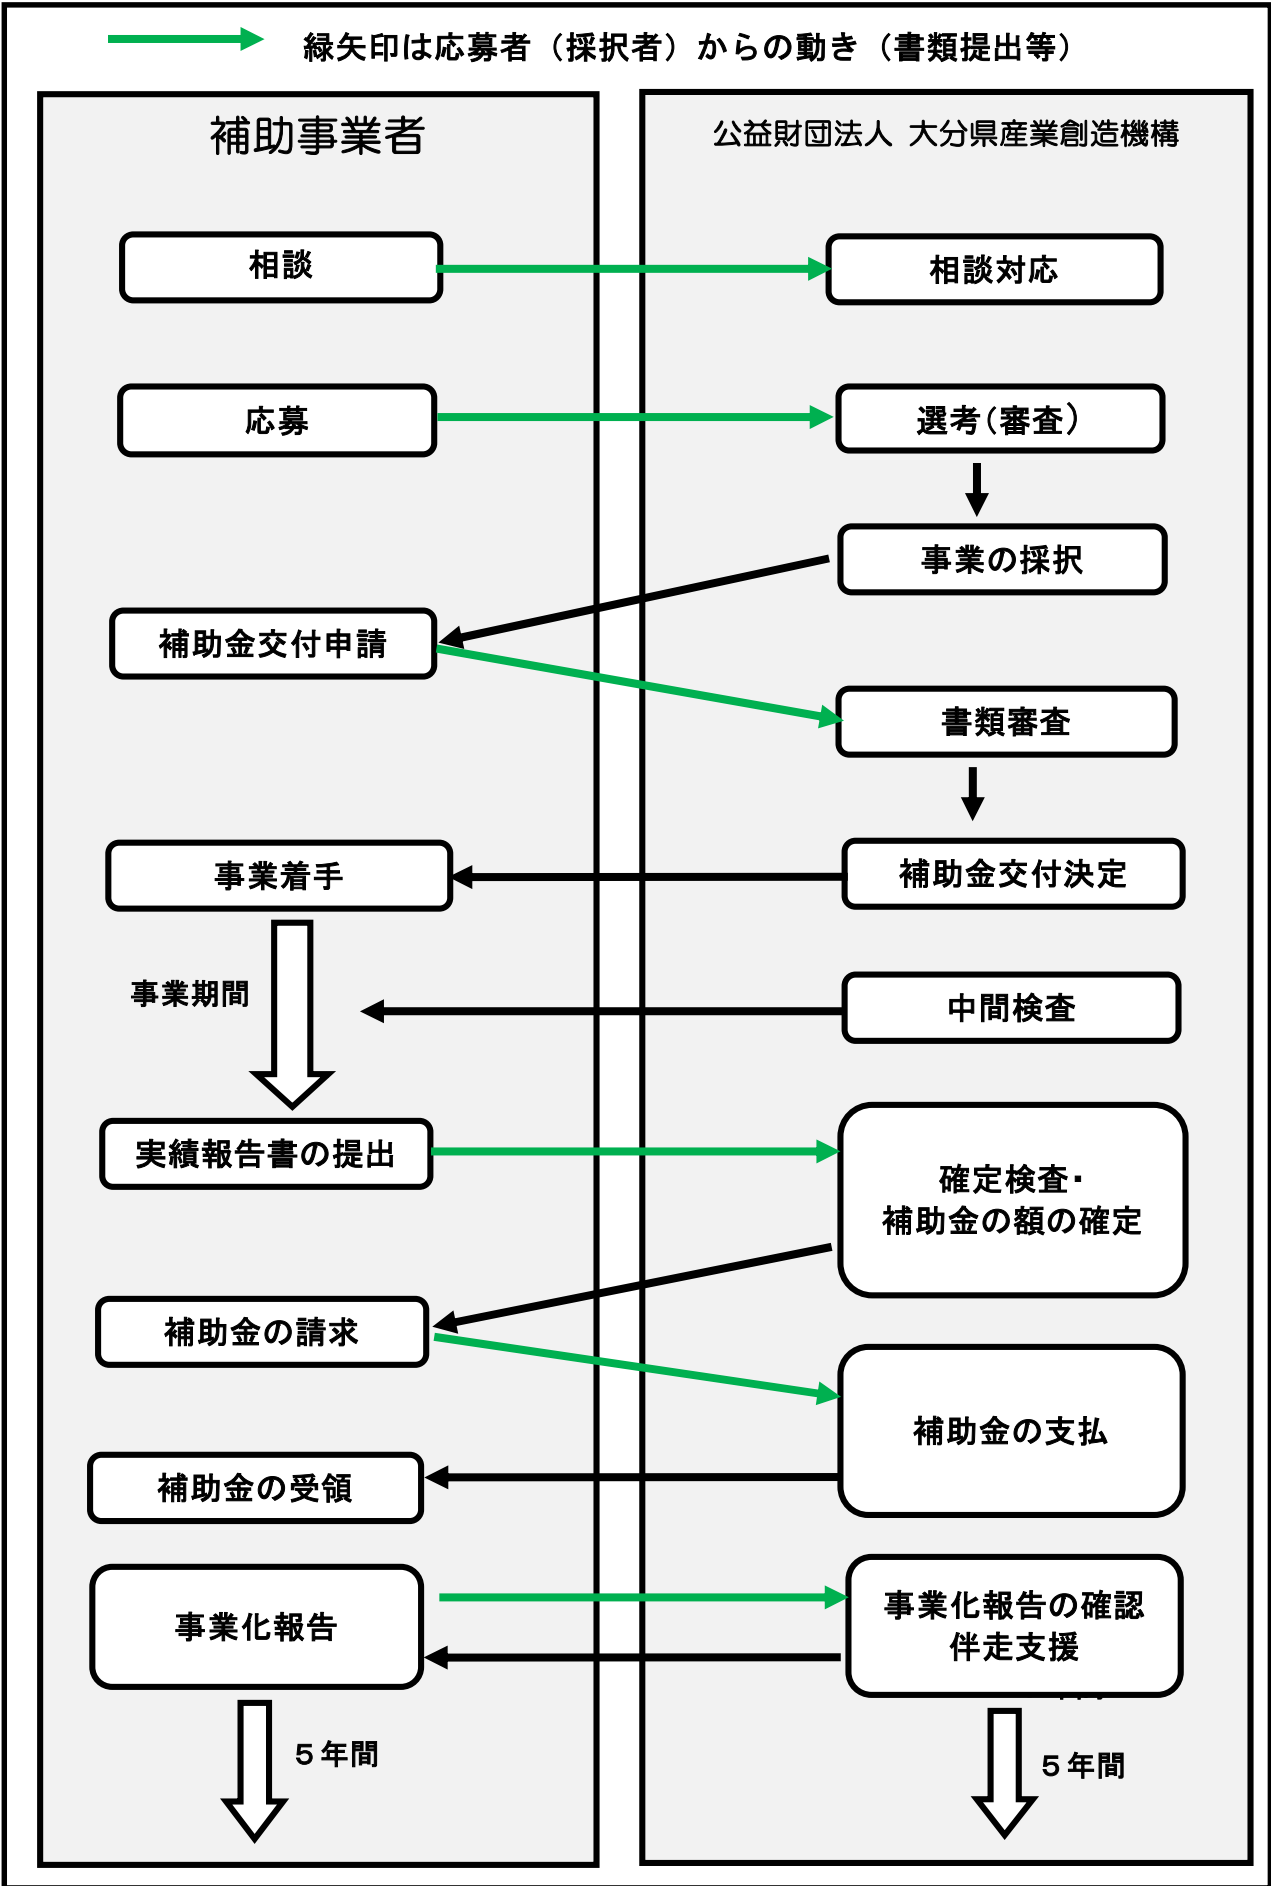 緑矢印は応募者（採択者）からの動き（書類提出等）
補助事業者
公益財団法人 大分県産業創造機構
相談
相談対応
応募
選考（審査）
事業の採択
補助金交付申請
書類審査
事業着手
補助金交付決定
事業期間
中間検査
実績報告書の提出
確定検査・
補助金の額の確定
補助金の請求
補助金の支払
補助金の受領
事業化報告
事業化報告の確認
伴走支援
５年間
５年間